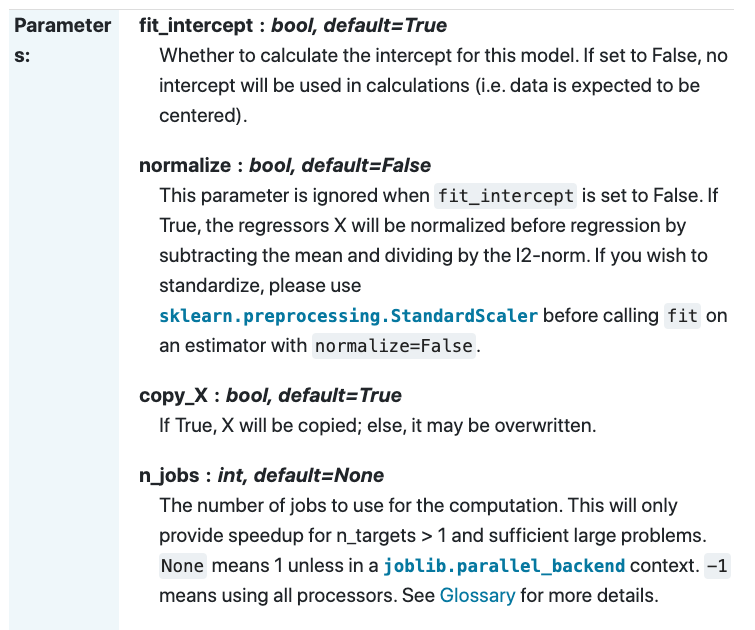 Parameter
s:
fit_intercept : bool, default=True
Whether to calculate the intercept for this model. If set to False, no
intercept will be used in calculations (i.e. data is expected to be
centered).
normalize : bool, default=False
This parameter is ignored when fit_intercept is set to False. If
True, the regressors X will be normalized before regression by
subtracting the mean and dividing by the l2-norm. If you wish to
standardize, please use
sklearn.preprocessing.StandardScaler before calling fit on
an estimator with normalize=False.
copy_X : bool, default=True
If True, X will be copied; else, it may be overwritten.
n_jobs : int, default=None
The number of jobs to use for the computation. This will only
provide speedup for n_targets > 1 and sufficient large problems.
None means 1 unless in a joblib.parallel_backend context. -1
means using all processors. See Glossary for more details.